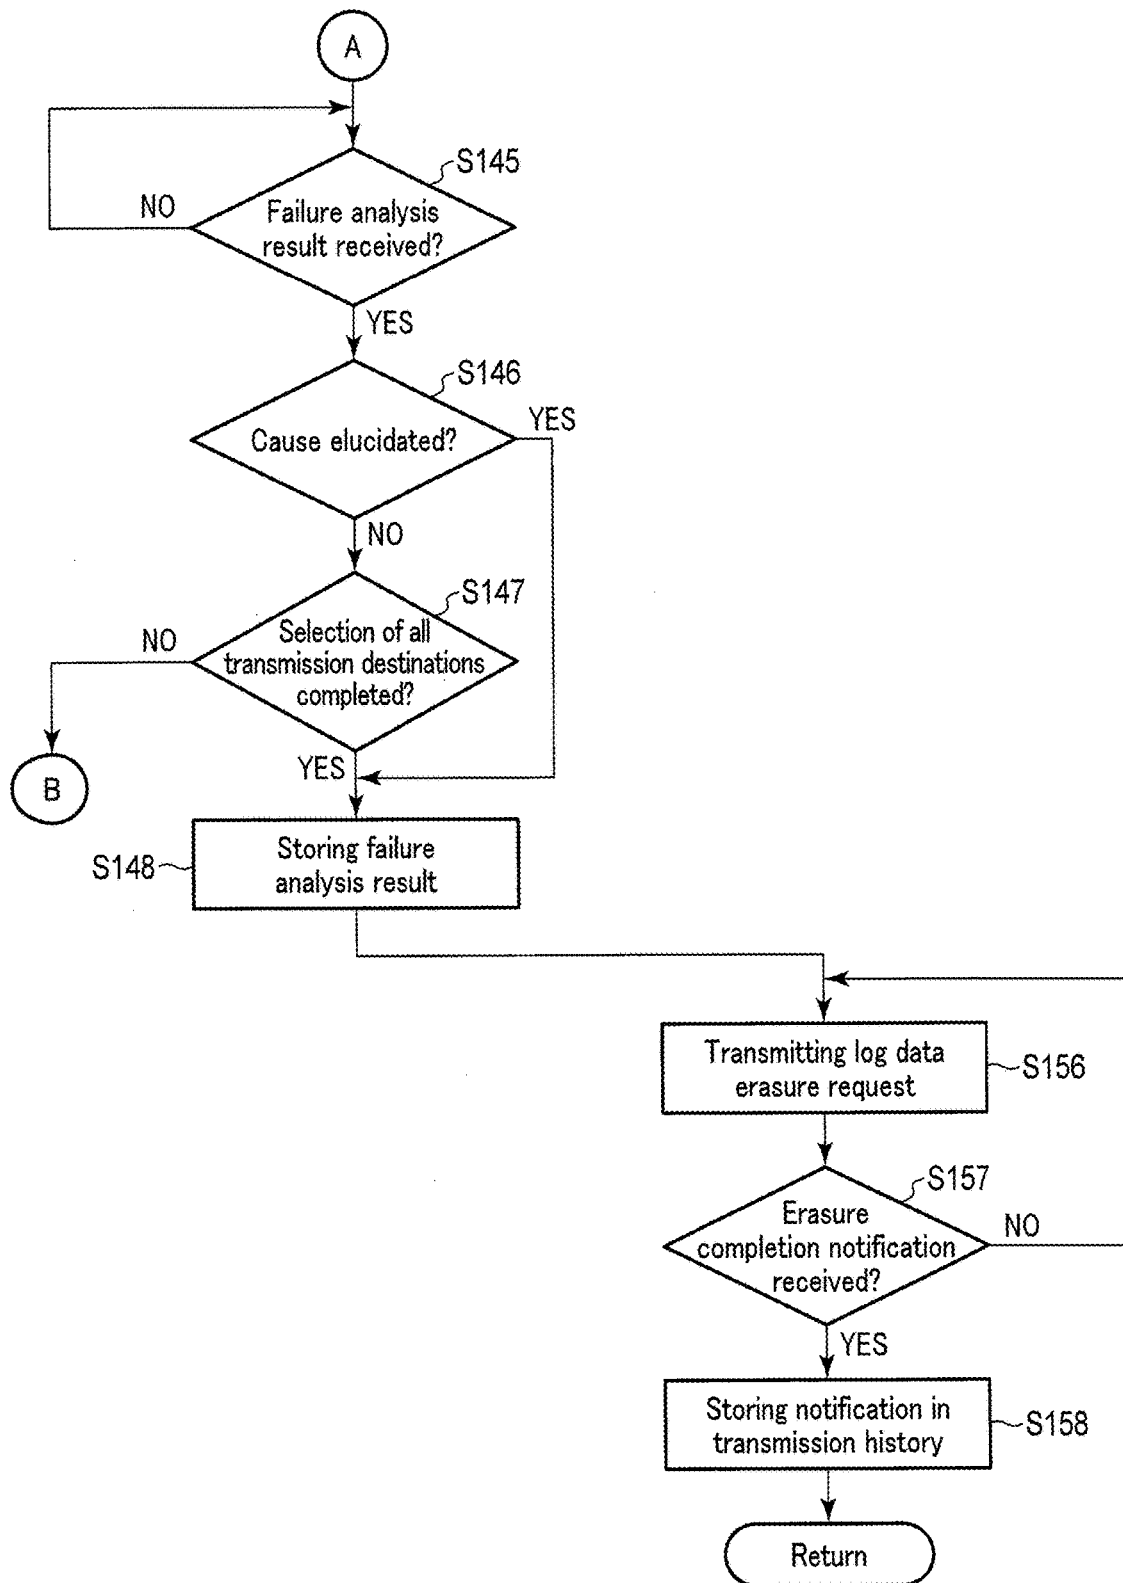 A
S145
NO
Failure analysis
result received?
YES
S146
YES
Cause elucidated?
NO
S147
NO
Selection of all
transmission destinations
completed?
YES
B
S148
Storing failure
analysis result
Transmitting log data
erasure request
S156
S157
Erasure
completion notification
received?
NO
YES
Storing notification in
transmission history
S158
Return